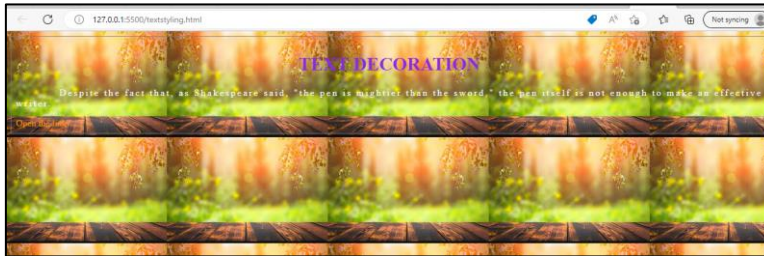 127.0.0.1:5500/textstyling.html
Not syncing
TEXT DECORATION
Despite the fact that, as Shakespeare said, "the pen is mightier than the sword," the pen itself is not enough to make an effective
writer
Open